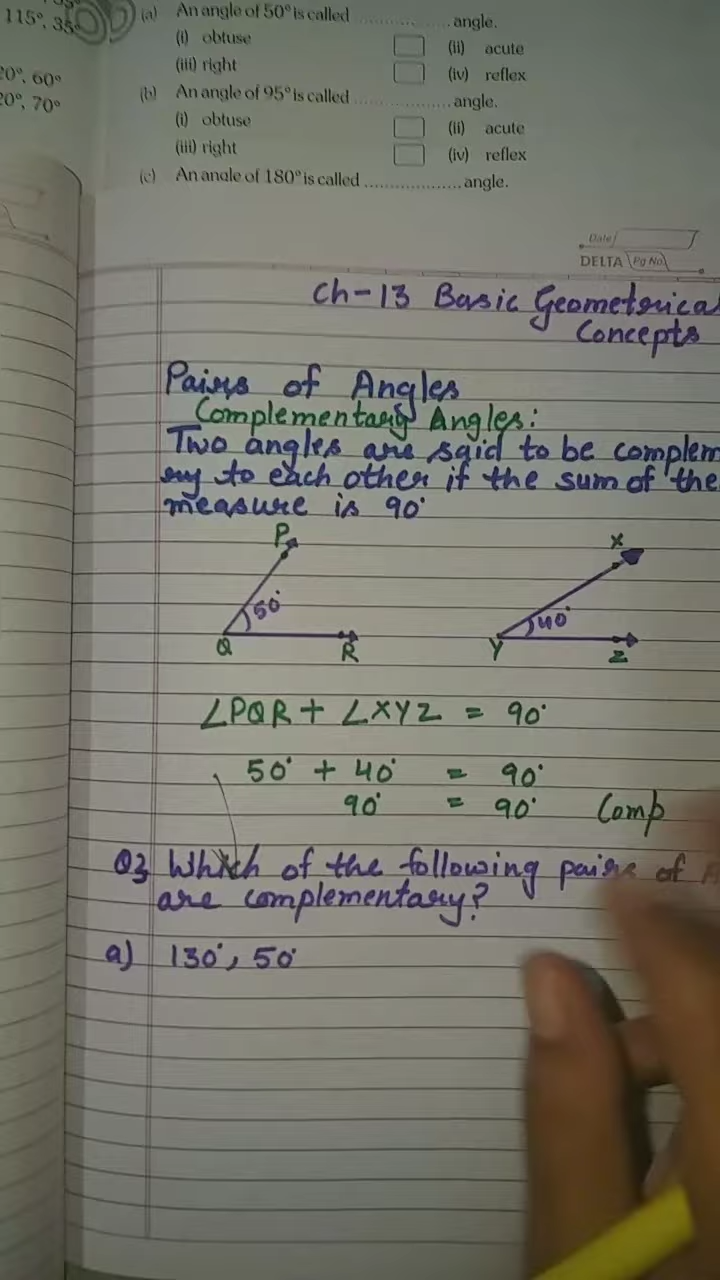 115°, 35°
20°, 60°
20°, 70°
(a) An angle of 50° is called .................. angle.
(i) obtuse (ii) acute
(iii) right (iv) reflex
(b) An angle of 95° is called .................. angle.
(i) obtuse (ii) acute
(iii) right (iv) reflex
(c) An angle of 180° is called .................. angle.
Date
DELTA Pg No.
Ch-13 Basic Geometrica
Concepts
Pairs of Angles
Complementary Angles:
Two angles are said to be complem
ry to each other if the sum of the
measure is 90°
P X
50° 40°
Q R Y Z
∠PQR + ∠XYZ = 90°
50° + 40° = 90°
90° = 90° Comp
Q3 Which of the following pairs of A
are complementary?
a) 130°, 50°